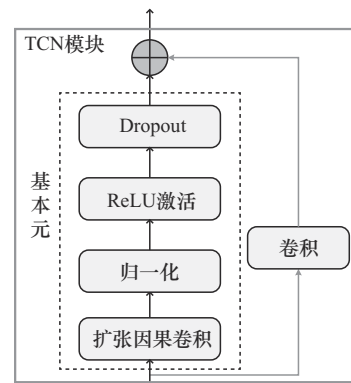 TCN模块
Dropout
基本元
ReLU激活
归一化
卷积
扩张因果卷积